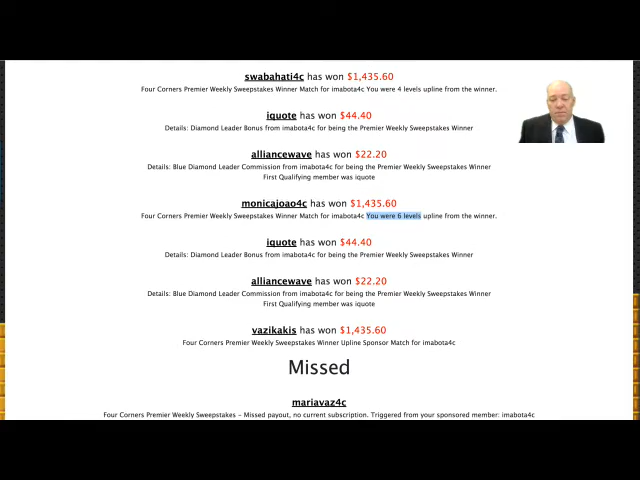 swabahati4c has won $1,435.60
Four Corners Premier Weekly Sweepstakes Winner Match for imabota4c You were 4 levels upline from the winner.
iquote has won $44.40
Details: Diamond Leader Bonus from imabota4c for being the Premier Weekly Sweepstakes Winner
alliancewave has won $22.20
Details: Blue Diamond Leader Commission from imabota4c for being the Premier Weekly Sweepstakes Winner
First Qualifying member was iquote
monicajoao4c has won $1,435.60
Four Corners Premier Weekly Sweepstakes Winner Match for imabota4c You were 6 levels upline from the winner.
iquote has won $44.40
Details: Diamond Leader Bonus from imabota4c for being the Premier Weekly Sweepstakes Winner
alliancewave has won $22.20
Details: Blue Diamond Leader Commission from imabota4c for being the Premier Weekly Sweepstakes Winner
First Qualifying member was iquote
vazikakis has won $1,435.60
Four Corners Premier Weekly Sweepstakes Winner Upline Sponsor Match for imabota4c
Missed
mariavaz4c
Four Corners Premier Weekly Sweepstakes - Missed payout, no current subscription. Triggered from your sponsored member: imabota4c